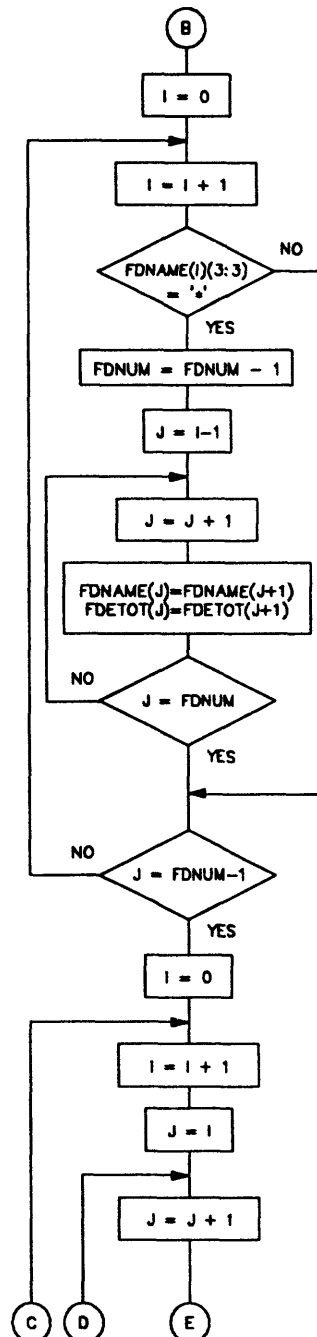 B
I = 0
I = I + 1
NO
FDNAME(I)(3:3)
= '*'
YES
FDNUM = FDNUM - 1
J = I-1
J = J + 1
FDNAME(J)=FDNAME(J+1)
FDETOT(J)=FDETOT(J+1)
NO
J = FDNUM
YES
NO
J = FDNUM-1
YES
I = 0
I = I + 1
J = I
J = J + 1
C
D
E